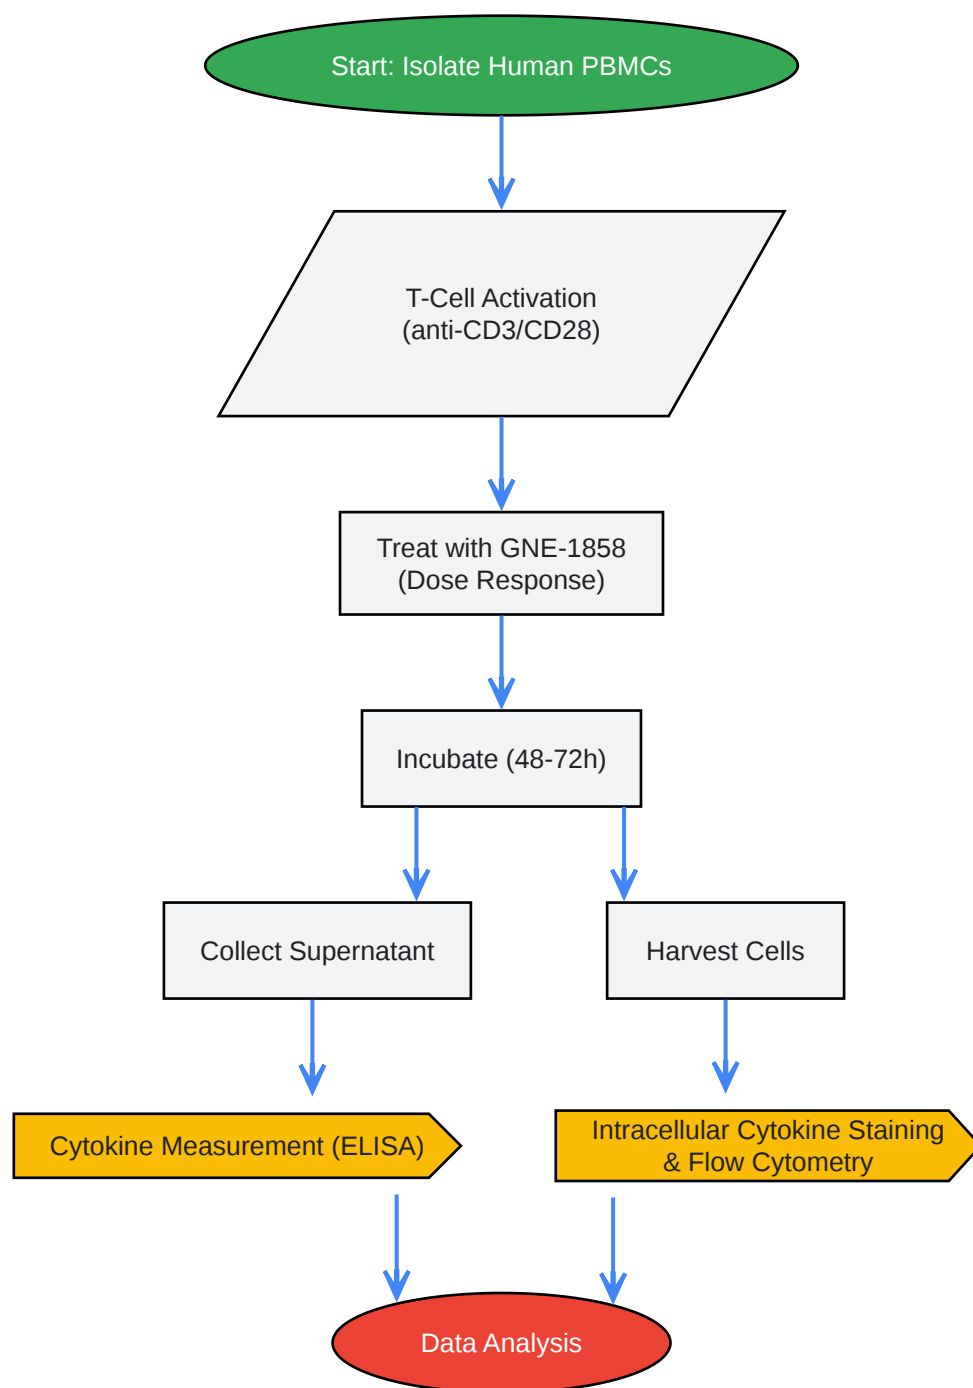 Start: Isolate Human PBMCs
T-Cell Activation
(anti-CD3/CD28)
Treat with GNE-1858
(Dose Response)
Incubate (48-72h)
Collect Supernatant
Harvest Cells
Cytokine Measurement (ELISA)
Intracellular Cytokine Staining
& Flow Cytometry
Data Analysis